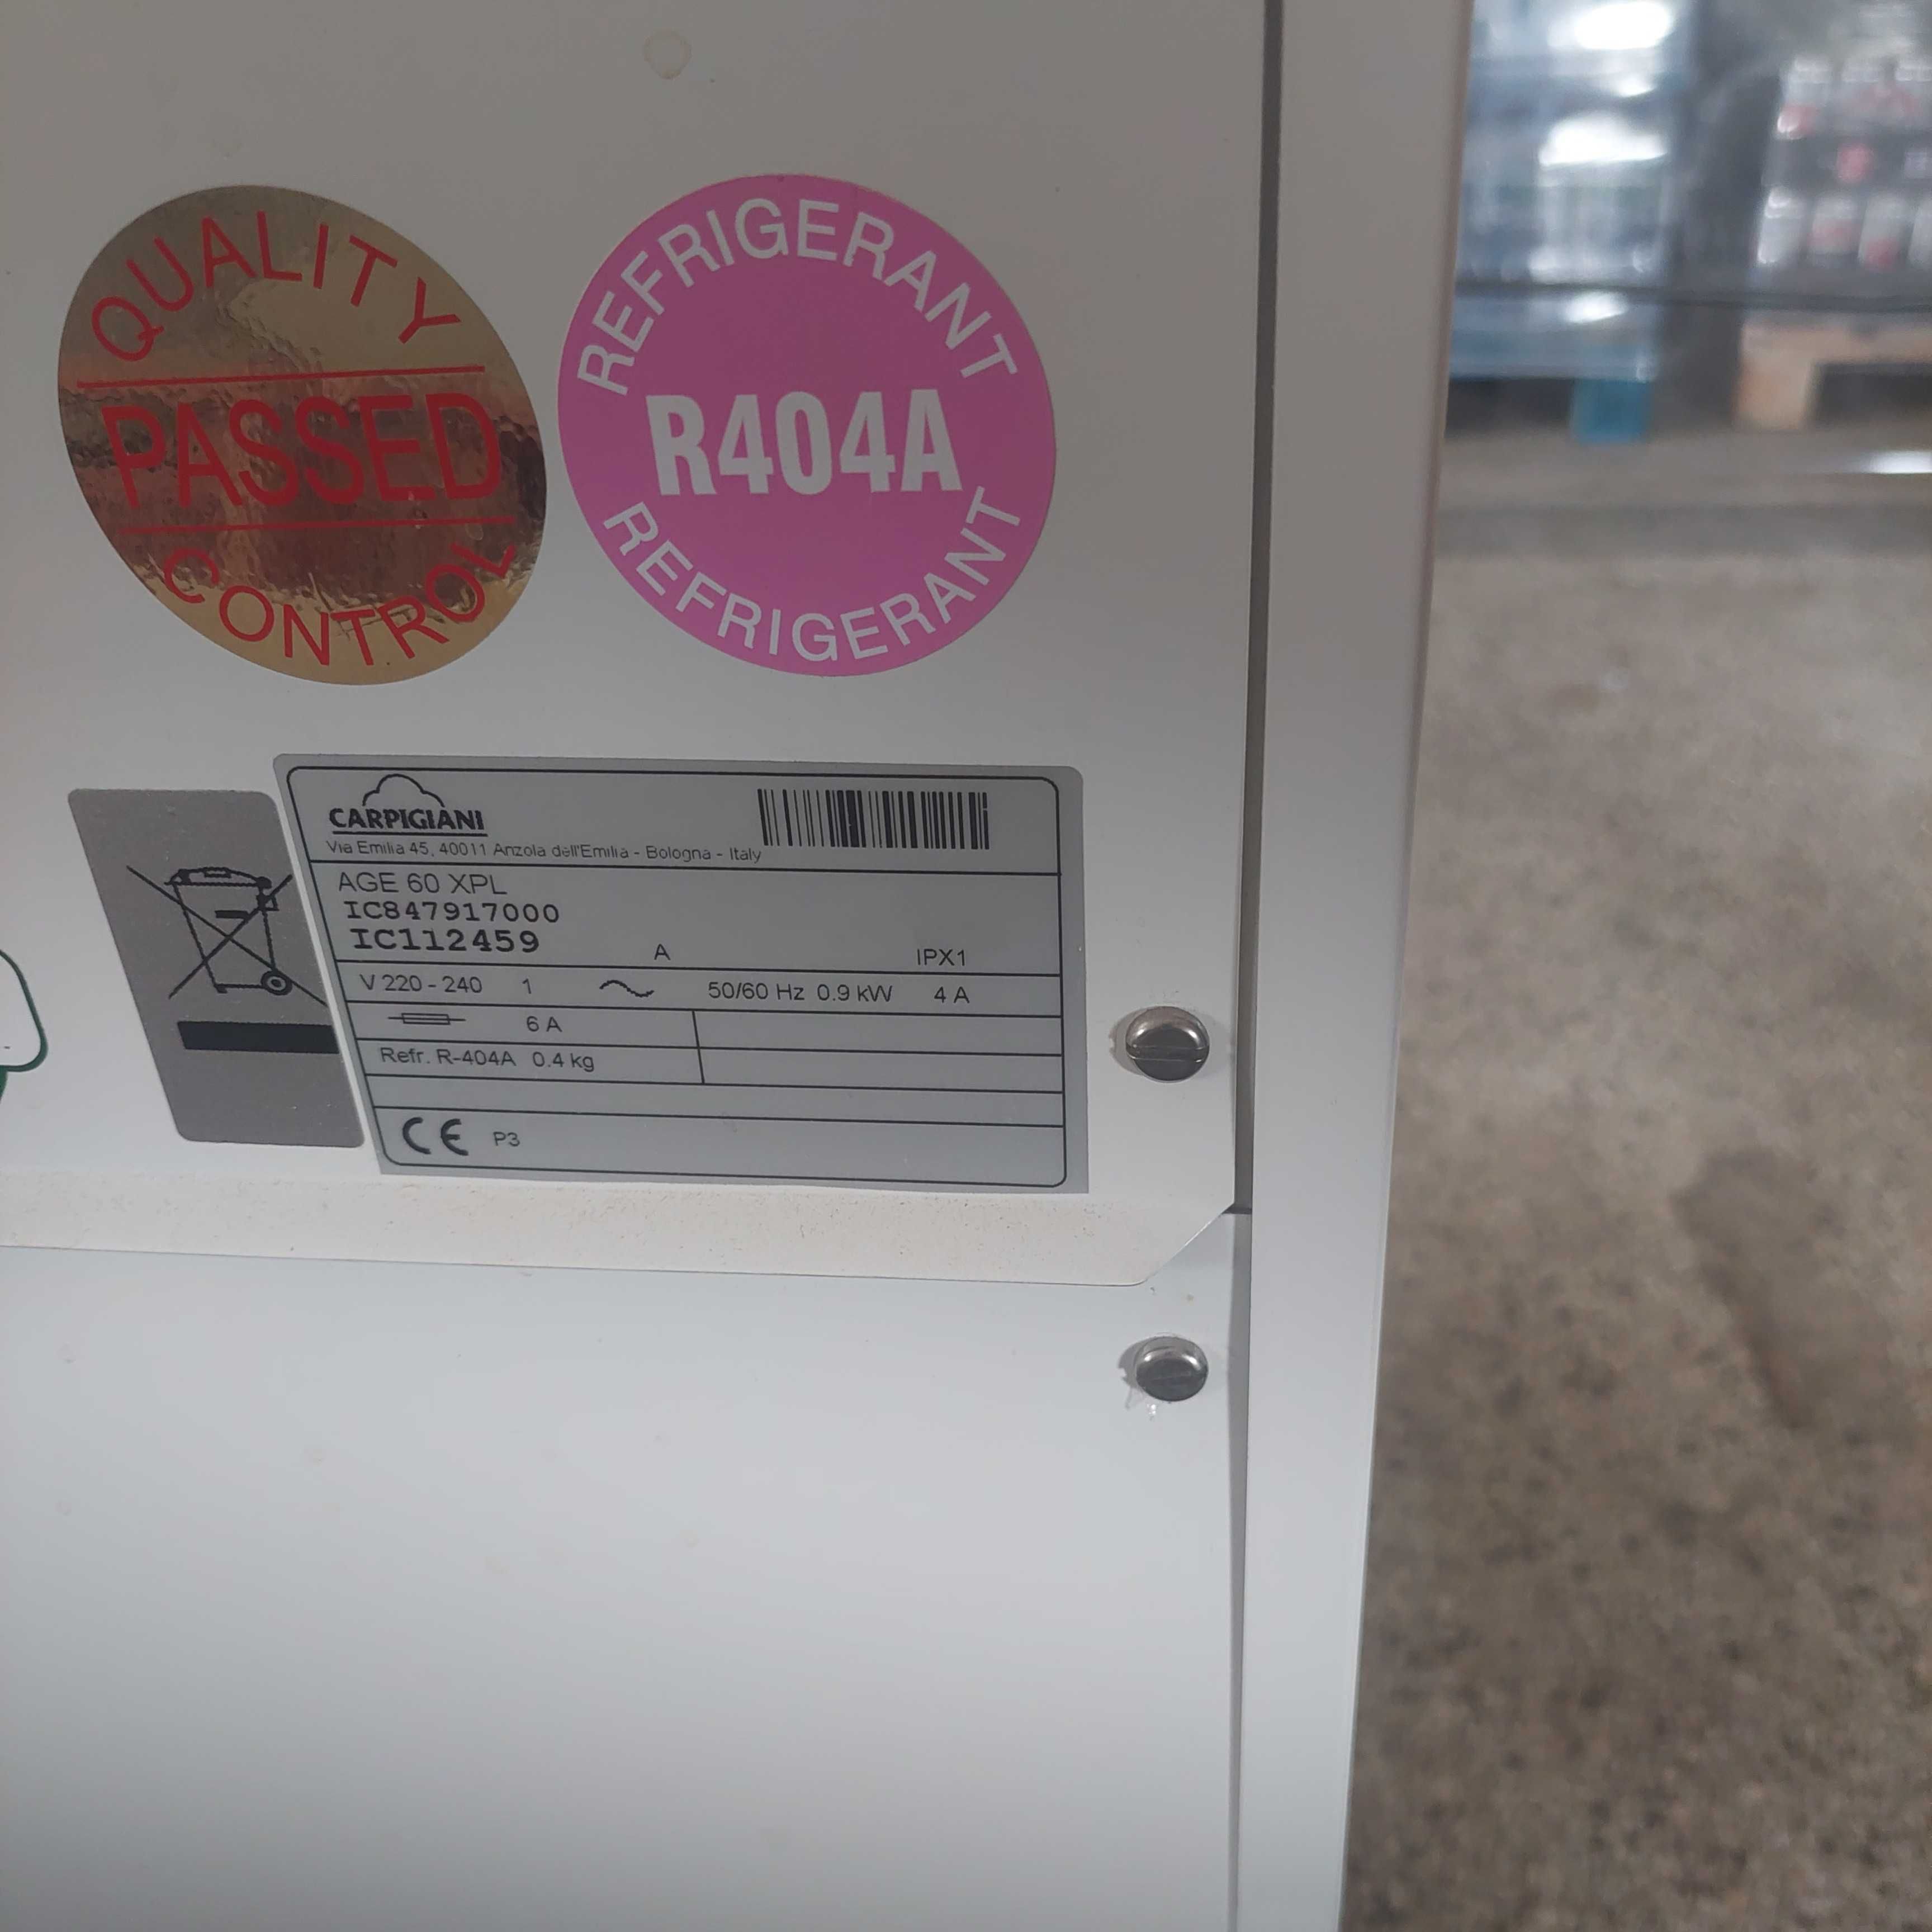 QUALITY
PASSED
CONTROL
REFRIGERANT
R404A
REFRIGERANT
CARPIGIANI
Via Emilia 45, 40011 Anzola dell'Emilia - Bologna - Italy
AGE 60 XPL
IC847917000
IC112459 A IPX1
V 220 - 240 1 50/60 Hz 0.9 kW 4 A
6 A
Refr. R-404A 0.4 kg
CE P3